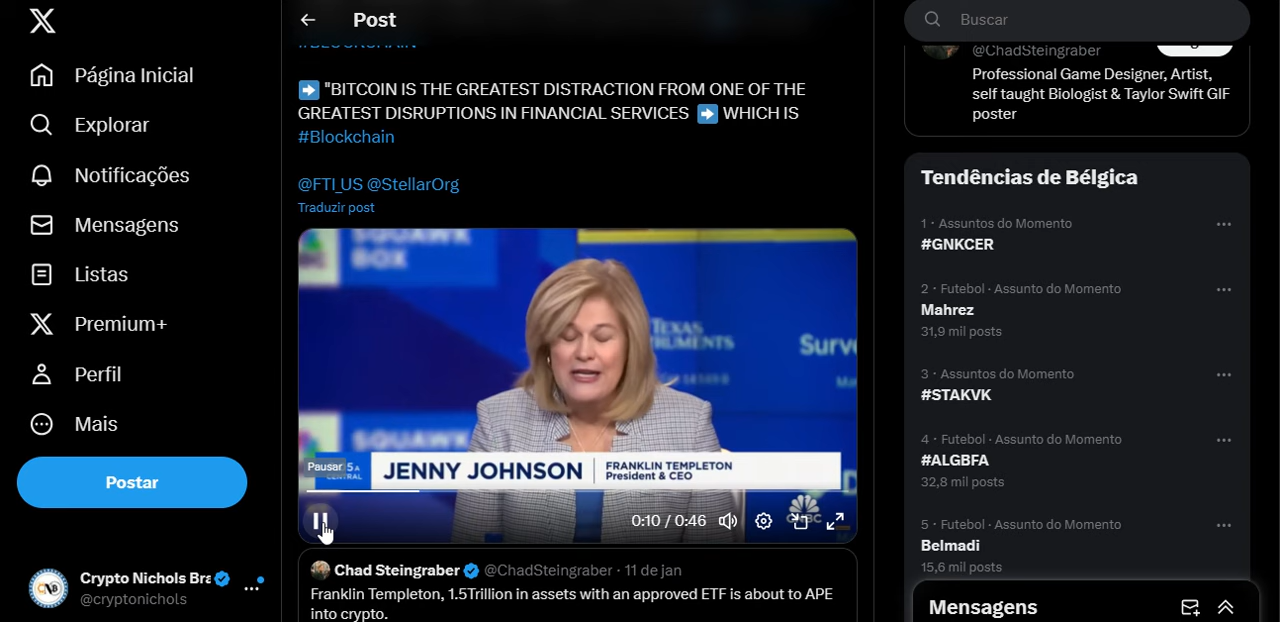 Post
Buscar
Página Inicial
Explorar
Notificações
Mensagens
Listas
Premium+
Perfil
Mais
Postar
Crypto Nichols Bra
@cryptonichols
#BLOCKCHAIN
➡️ "BITCOIN IS THE GREATEST DISTRACTION FROM ONE OF THE
GREATEST DISRUPTIONS IN FINANCIAL SERVICES ➡️ WHICH IS
#Blockchain
@FTI_US @StellarOrg
Traduzir post
SQUAWK
BOX
TEXAS
INSTRUMENTS
SQUAWK
Pausar
JENNY JOHNSON
FRANKLIN TEMPLETON
President & CEO
0:10 / 0:46
Chad Steingraber @ChadSteingraber · 11 de jan
Franklin Templeton, 1.5Trillion in assets with an approved ETF is about to APE
into crypto.
@ChadSteingraber
Professional Game Designer, Artist,
self taught Biologist & Taylor Swift GIF
poster
Tendências de Bélgica
1 · Assuntos do Momento
#GNKCER
2 · Futebol · Assunto do Momento
Mahrez
31,9 mil posts
3 · Assuntos do Momento
#STAKVK
4 · Futebol · Assunto do Momento
#ALGBFA
32,8 mil posts
5 · Futebol · Assunto do Momento
Belmadi
15,6 mil posts
Mensagens